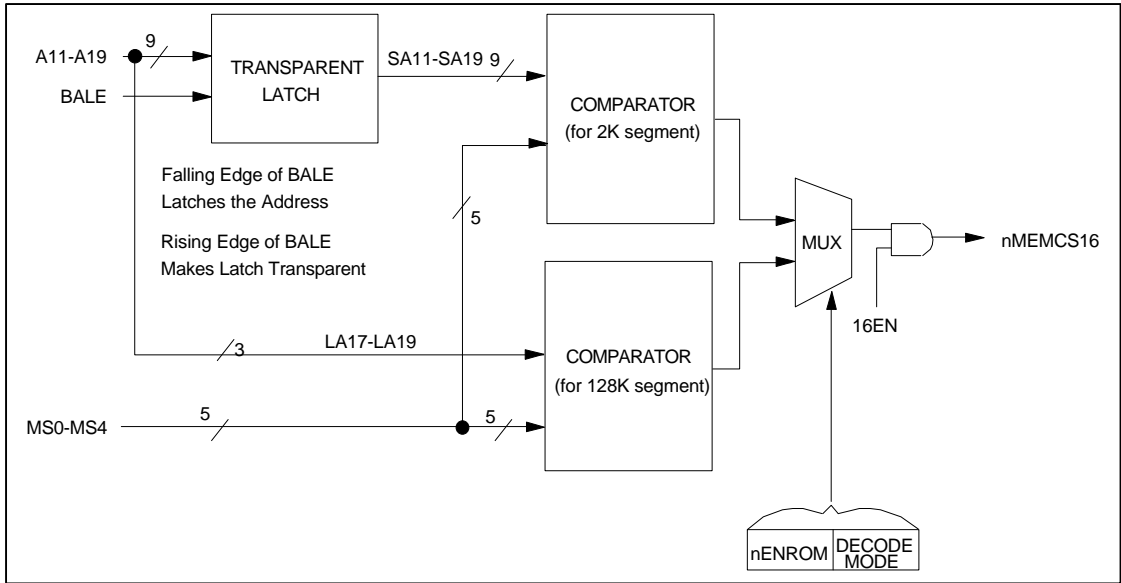 A11-A19
9
BALE
TRANSPARENT
LATCH
SA11-SA19
9
COMPARATOR
(for 2K segment)
Falling Edge of BALE
Latches the Address
Rising Edge of BALE
Makes Latch Transparent
5
MUX
nMEMCS16
16EN
3
LA17-LA19
COMPARATOR
(for 128K segment)
MS0-MS4
5
5
nENROM
DECODE
MODE